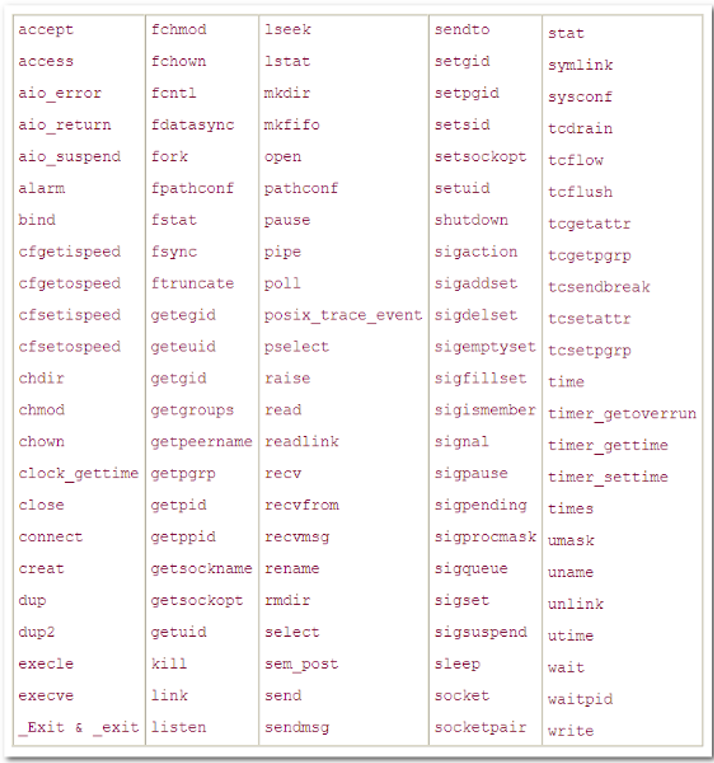 accept
access
aio_error
aio_return
aio_suspend
alarm
bind
cfgetispeed
cfgetospeed
cfsetispeed
cfsetospeed
chdir
chmod
chown
clock_gettime
close
connect
creat
dup
dup2
execle
execve
_Exit & _exit
fchmod
fchown
fcntl
fdatasync
fork
fpathconf
fstat
fsync
ftruncate
getegid
geteuid
getgid
getgroups
getpeername
getpgrp
getpid
getppid
getsockname
getsockopt
getuid
kill
link
listen
lseek
lstat
mkdir
mkfifo
open
pathconf
pause
pipe
poll
posix_trace_event
pselect
raise
read
readlink
recv
recvfrom
recvmsg
rename
rmdir
select
sem_post
send
sendmsg
sendto
setgid
setpgid
setsid
setsockopt
setuid
shutdown
sigaction
sigaddset
sigdelset
sigemptyset
sigfillset
sigismember
signal
sigpause
sigpending
sigprocmask
sigqueue
sigset
sigsuspend
sleep
socket
socketpair
stat
symlink
sysconf
tcdrain
tcflow
tcflush
tcgetattr
tcgetpgrp
tcsendbreak
tcsetattr
tcsetpgrp
time
timer_getoverrun
timer_gettime
timer_settime
times
umask
uname
unlink
utime
wait
waitpid
write